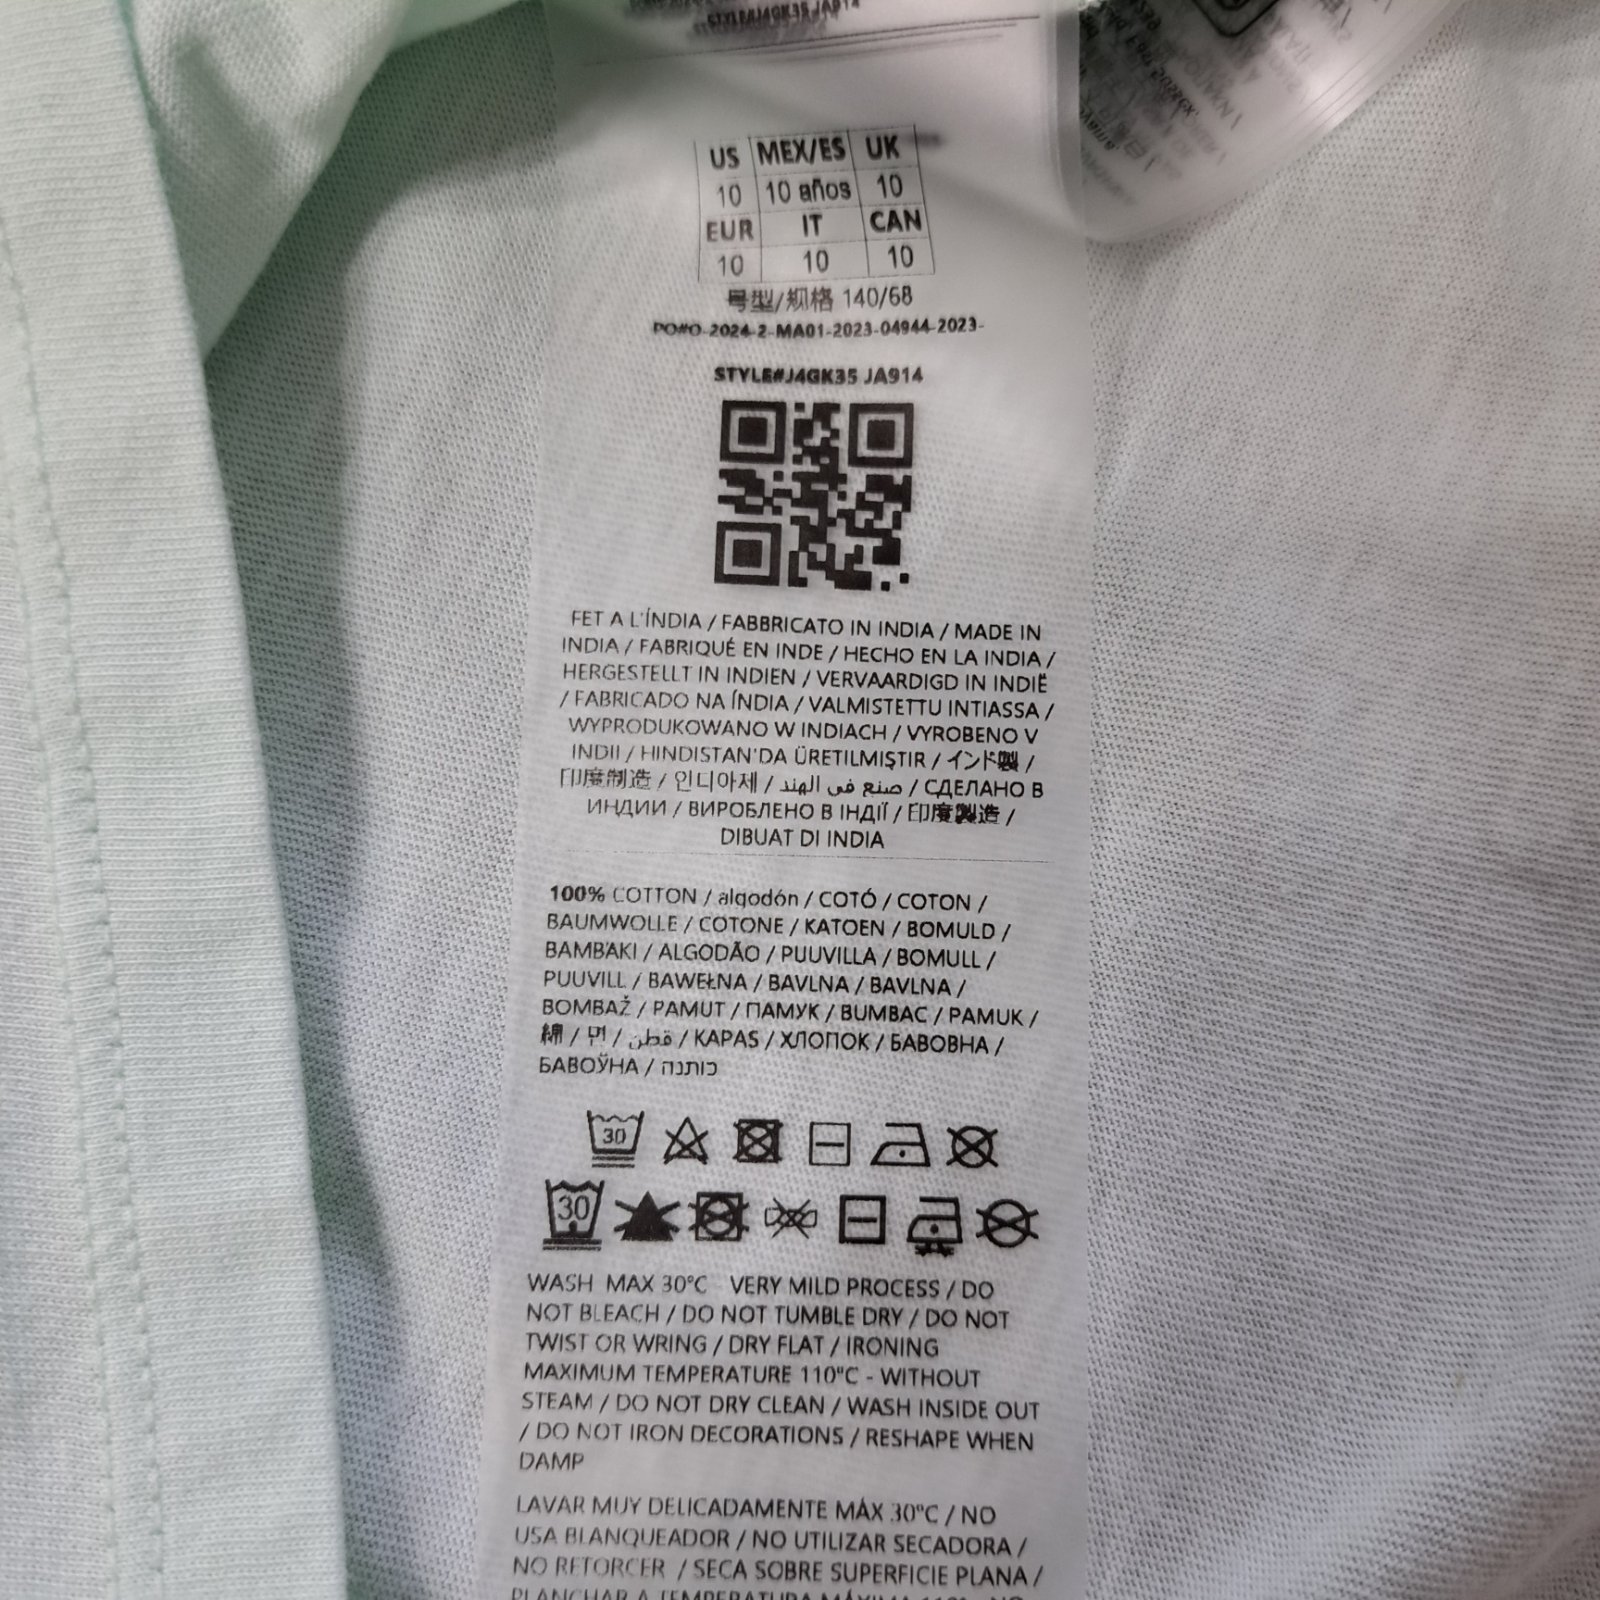 STYLE#J4GK35 JA914
US MEX/ES UK
10 10 años 10
EUR IT CAN
10 10 10
号型/规格 140/68
PO#O-2024-2-MA01-2023-04944-2023-
STYLE#J4GK35 JA914
FET A L'ÍNDIA / FABBRICATO IN INDIA / MADE IN
INDIA / FABRIQUÉ EN INDE / HECHO EN LA INDIA /
HERGESTELLT IN INDIEN / VERVAARDIGD IN INDIË
/ FABRICADO NA ÍNDIA / VALMISTETTU INTIASSA /
WYPRODUKOWANO W INDIACH / VYROBENO V
INDII / HINDISTAN'DA ÜRETILMIŞTIR / インド製 /
印度制造 / 인디아제 / صنع في الهند / СДЕЛАНО В
ИНДИИ / ВИРОБЛЕНО В ІНДІЇ / 印度製造 /
DIBUAT DI INDIA
100% COTTON / algodón / COTÓ / COTON /
BAUMWOLLE / COTONE / KATOEN / BOMULD /
BAMBAKI / ALGODÃO / PUUVILLA / BOMULL /
PUUVILL / BAWEŁNA / BAVLNA / BAVLNA /
BOMBAŽ / PAMUT / ПАМУК / BUMBAC / PAMUK /
綿 / 면 / قطن / KAPAS / ХЛОПОК / БАВОВНА /
БАВОЎНА / כותנה
30
30
WASH MAX 30°C VERY MILD PROCESS / DO
NOT BLEACH / DO NOT TUMBLE DRY / DO NOT
TWIST OR WRING / DRY FLAT / IRONING
MAXIMUM TEMPERATURE 110°C - WITHOUT
STEAM / DO NOT DRY CLEAN / WASH INSIDE OUT
/ DO NOT IRON DECORATIONS / RESHAPE WHEN
DAMP
LAVAR MUY DELICADAMENTE MÁX 30°C / NO
USA BLANQUEADOR / NO UTILIZAR SECADORA /
NO RETORCER / SECA SOBRE SUPERFICIE PLANA /
PLANCHAR A TEMPERATURA MÁXIMA 110° - NO